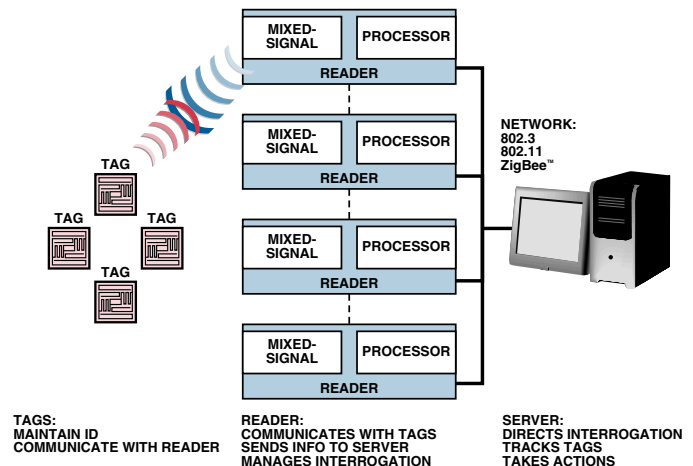 MIXED-
SIGNAL
PROCESSOR
READER
MIXED-
SIGNAL
PROCESSOR
READER
MIXED-
SIGNAL
PROCESSOR
READER
MIXED-
SIGNAL
PROCESSOR
READER
TAG
TAG
TAG
TAG
NETWORK:
802.3
802.11
ZigBee™
TAGS:
MAINTAIN ID
COMMUNICATE WITH READER
READER:
COMMUNICATES WITH TAGS
SENDS INFO TO SERVER
MANAGES INTERROGATION
SERVER:
DIRECTS INTERROGATION
TRACKS TAGS
TAKES ACTIONS